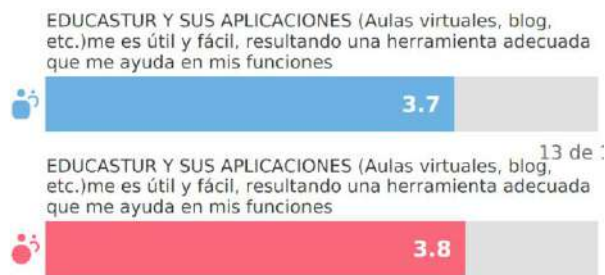 EDUCASTUR Y SUS APLICACIONES (Aulas virtuales, blog,
etc.)me es útil y fácil, resultando una herramienta adecuada
que me ayuda en mis funciones
3.7
13 de
EDUCASTUR Y SUS APLICACIONES (Aulas virtuales, blog,
etc.)me es útil y fácil, resultando una herramienta adecuada
que me ayuda en mis funciones
3.8